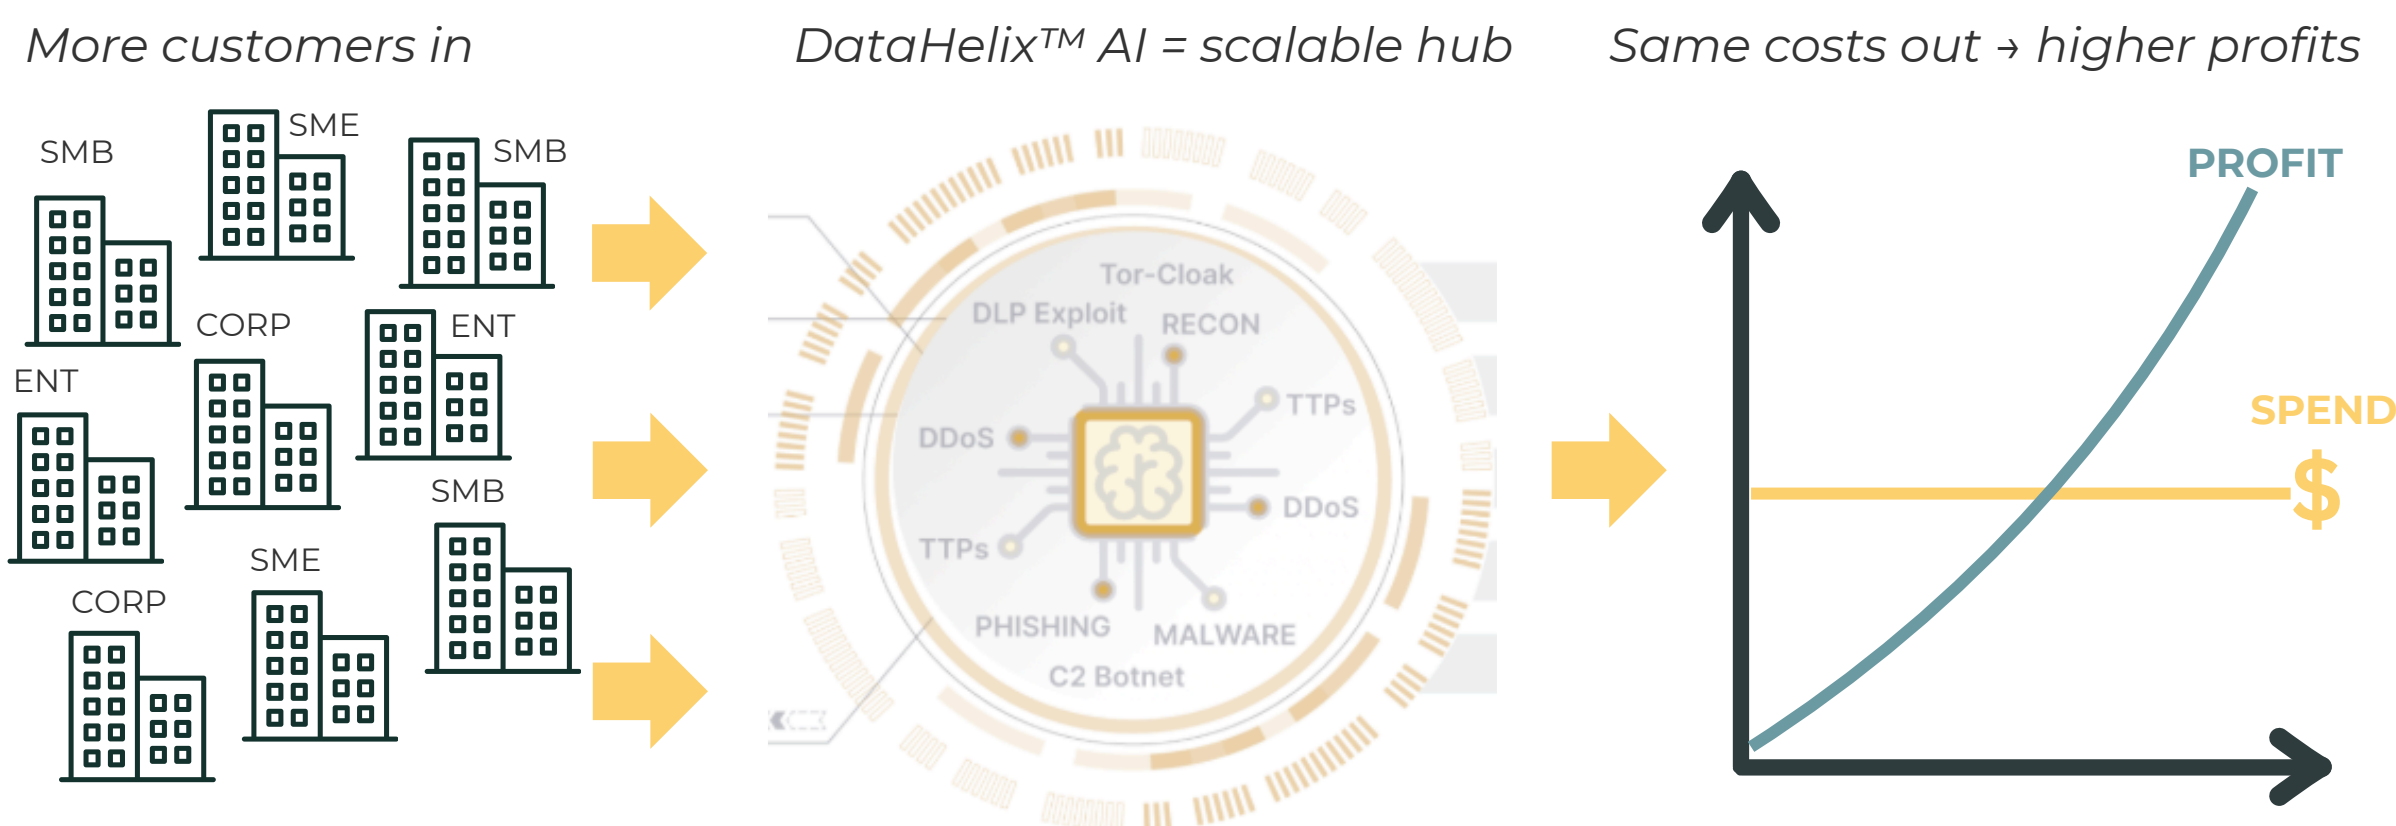 More customers in
DataHelix™ AI = scalable hub
Same costs out → higher profits
SMB
SME
SMB
CORP
ENT
ENT
SMB
SME
CORP
Tor-Cloak
DLP Exploit
RECON
TTPs
DDoS
DDoS
TTPs
PHISHING
MALWARE
C2 Botnet
PROFIT
SPEND
$